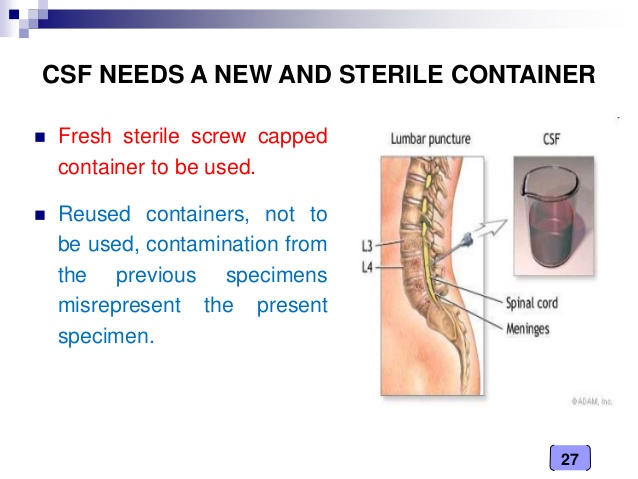 CSF NEEDS A NEW AND STERILE CONTAINER
Fresh sterile screw capped
container to be used.
Reused containers, not to
be used, contamination from
the previous specimens
misrepresent the present
specimen.
Lumbar puncture
CSF
L3
L4
Spinal cord
Meninges
©ADAM, Inc.
27